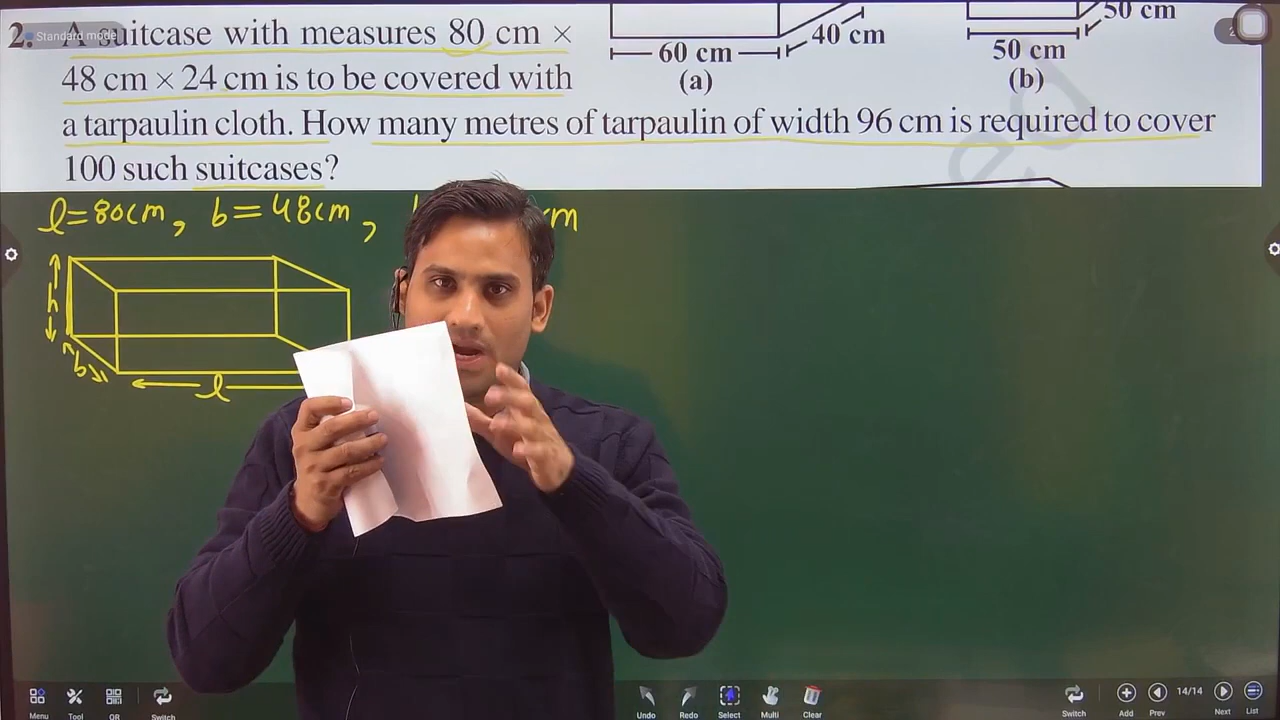 2. A suitcase with measures 80 cm ×
48 cm × 24 cm is to be covered with
a tarpaulin cloth. How many metres of tarpaulin of width 96 cm is required to cover
100 such suitcases?
Standard mode
60 cm
40 cm
(a)
50 cm
50 cm
(b)
2
l=80cm, b=48cm, cm
h
b
l
Menu
Tool
QR
Switch
Undo
Redo
Select
Multi
Clear
Switch
Add
Prev
14/14
Next
List